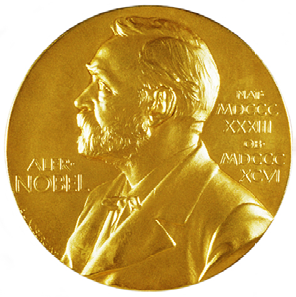 ALFR·
NOBEL
NAT·
MDCCC
XXXIII
OB·
MDCCC
XCVI